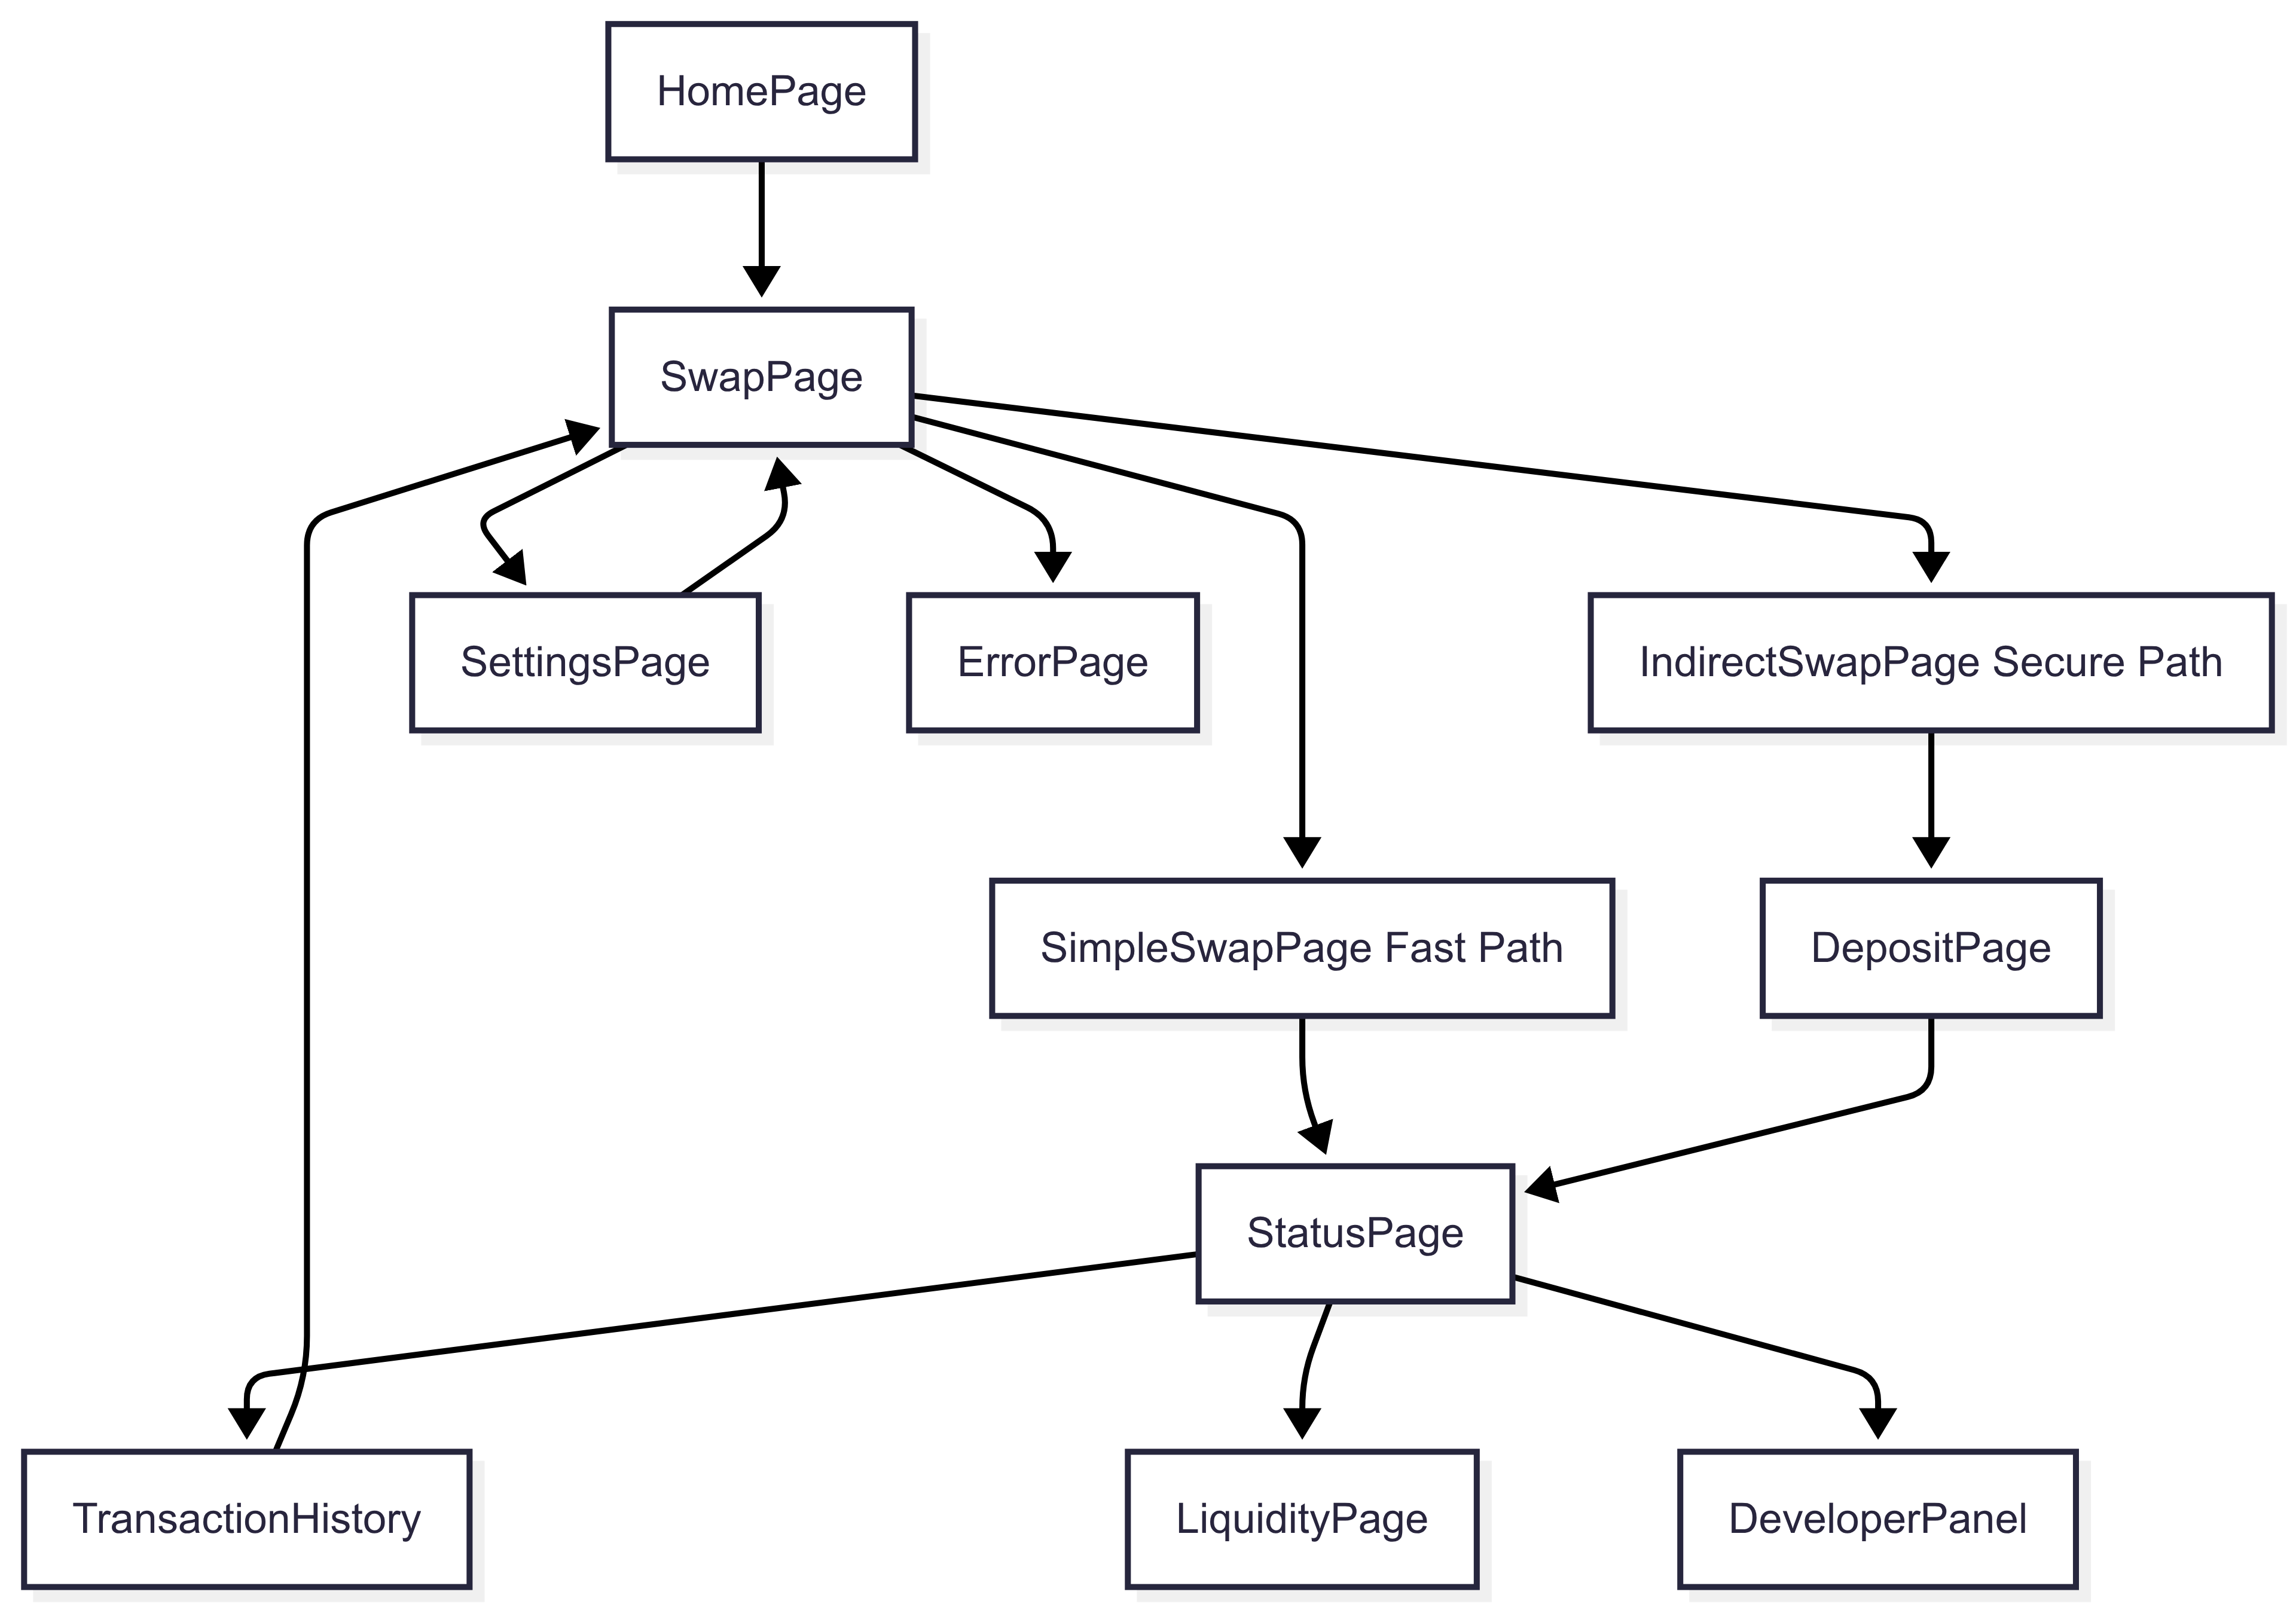 HomePage
SwapPage
SettingsPage
ErrorPage
IndirectSwapPage Secure Path
SimpleSwapPage Fast Path
DepositPage
StatusPage
TransactionHistory
LiquidityPage
DeveloperPanel